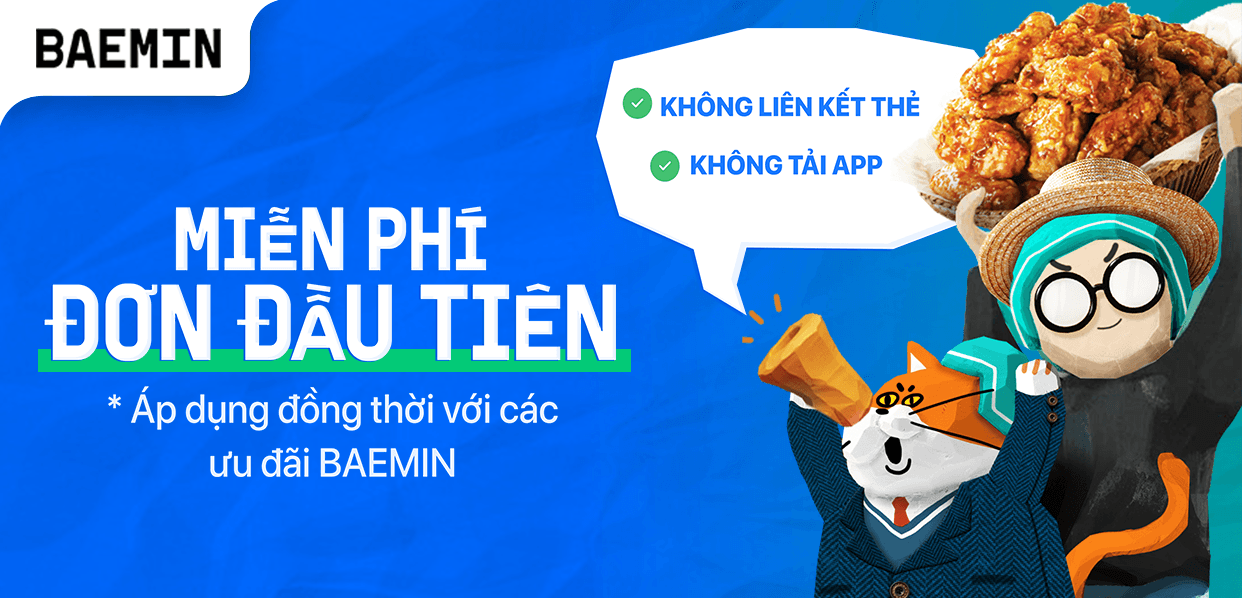 BAEMIN
KHÔNG LIÊN KẾT THẺ
KHÔNG TẢI APP
MIỄN PHÍ
ĐƠN ĐẦU TIÊN
* Áp dụng đồng thời với các
ưu đãi BAEMIN